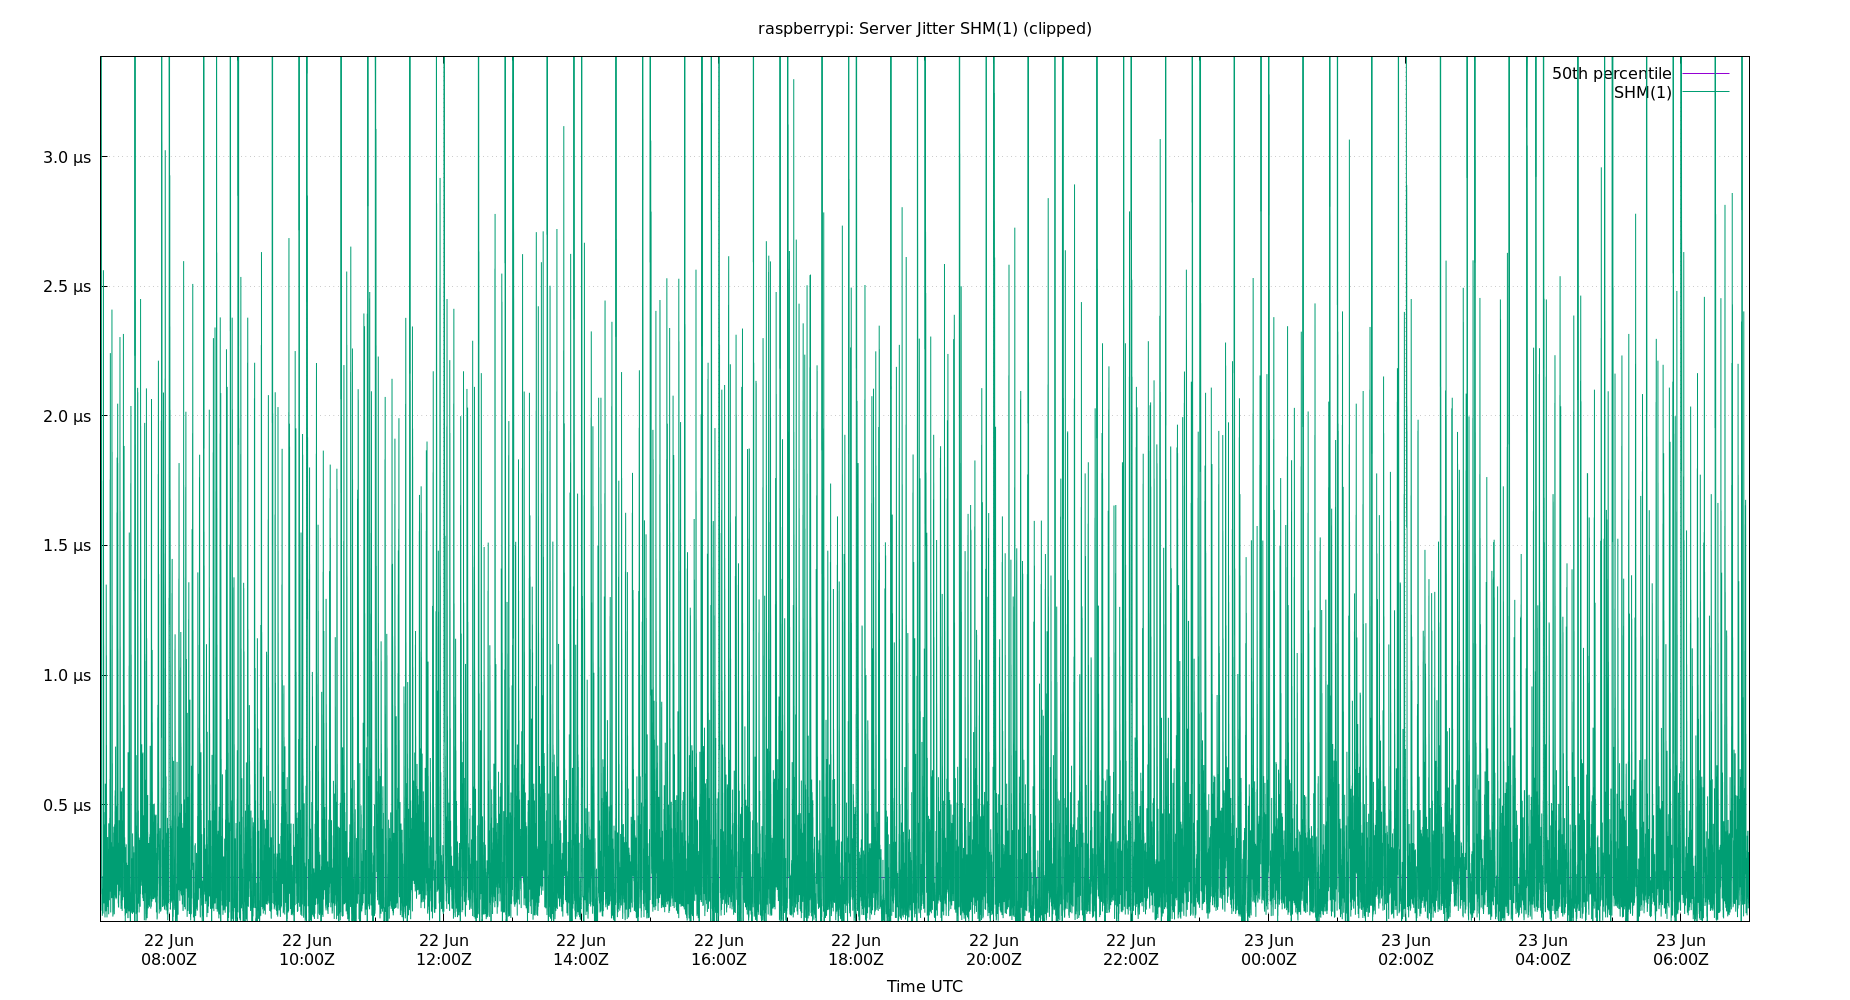 raspberrypi: Server Jitter SHM(1) (clipped)
50th percentile
SHM(1)
3.0 µs
2.5 µs
2.0 µs
1.5 µs
1.0 µs
0.5 µs
22 Jun 22 Jun 22 Jun 22 Jun 22 Jun 22 Jun 22 Jun 22 Jun 23 Jun 23 Jun 23 Jun 23 Jun
08:00Z 10:00Z 12:00Z 14:00Z 16:00Z 18:00Z 20:00Z 22:00Z 00:00Z 02:00Z 04:00Z 06:00Z
Time UTC